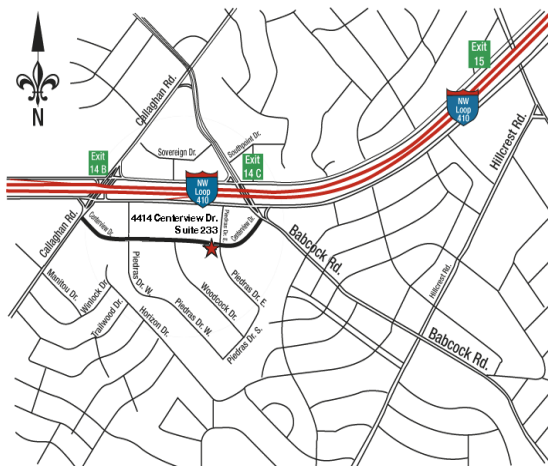 Exit
15
N
Callaghan Rd.
NW
Loop
410
Hillcrest Rd.
Southpoint Dr.
Sovereign Dr.
Exit
14 B
Exit
14 C
NW
Loop
410
Callaghan Rd.
Centerview Dr.
4414 Centerview Dr.
Suite 233
Piedras Dr. E.
Centerview Dr.
Babcock Rd.
Hillcrest Rd.
Manitou Dr.
Winlock Dr.
Trailwood Dr.
Horizon Dr.
Piedras Dr. W.
Piedras Dr. W.
Woodcock Dr.
Piedras Dr. E.
Piedras Dr. S.
Babcock Rd.